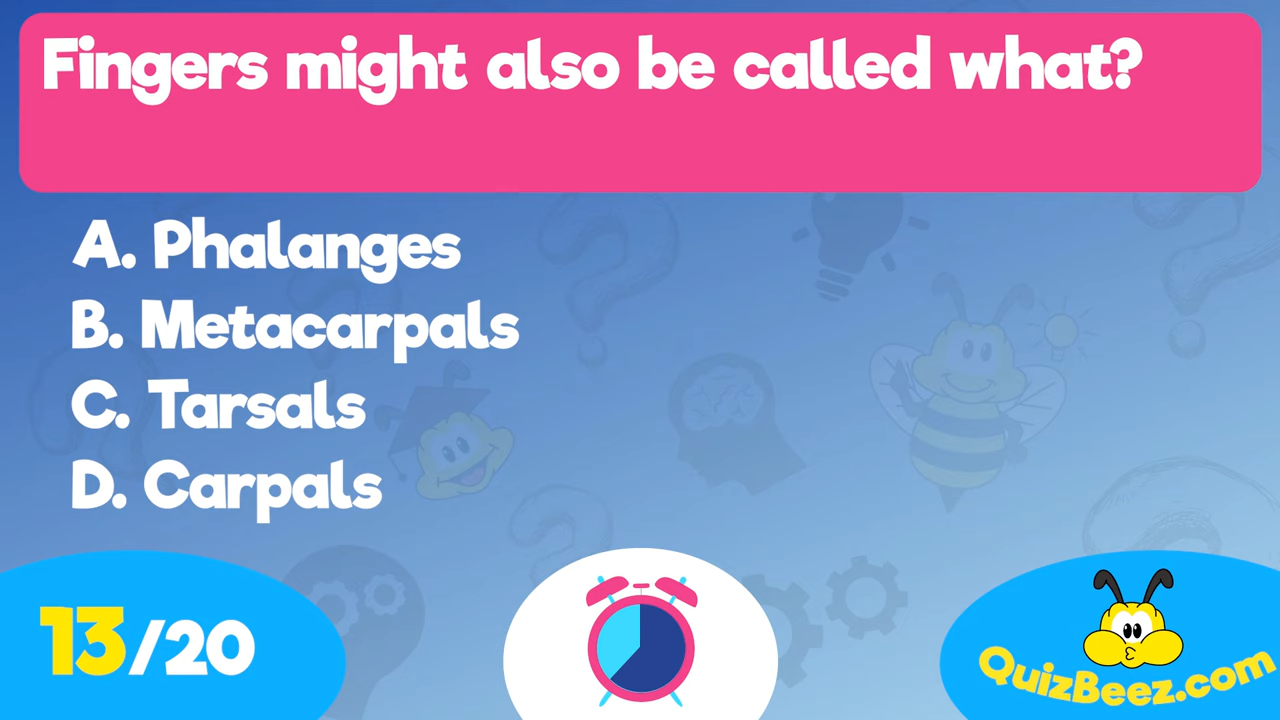 Fingers might also be called what?
A. Phalanges
B. Metacarpals
C. Tarsals
D. Carpals
13/20
QuizBeez.com